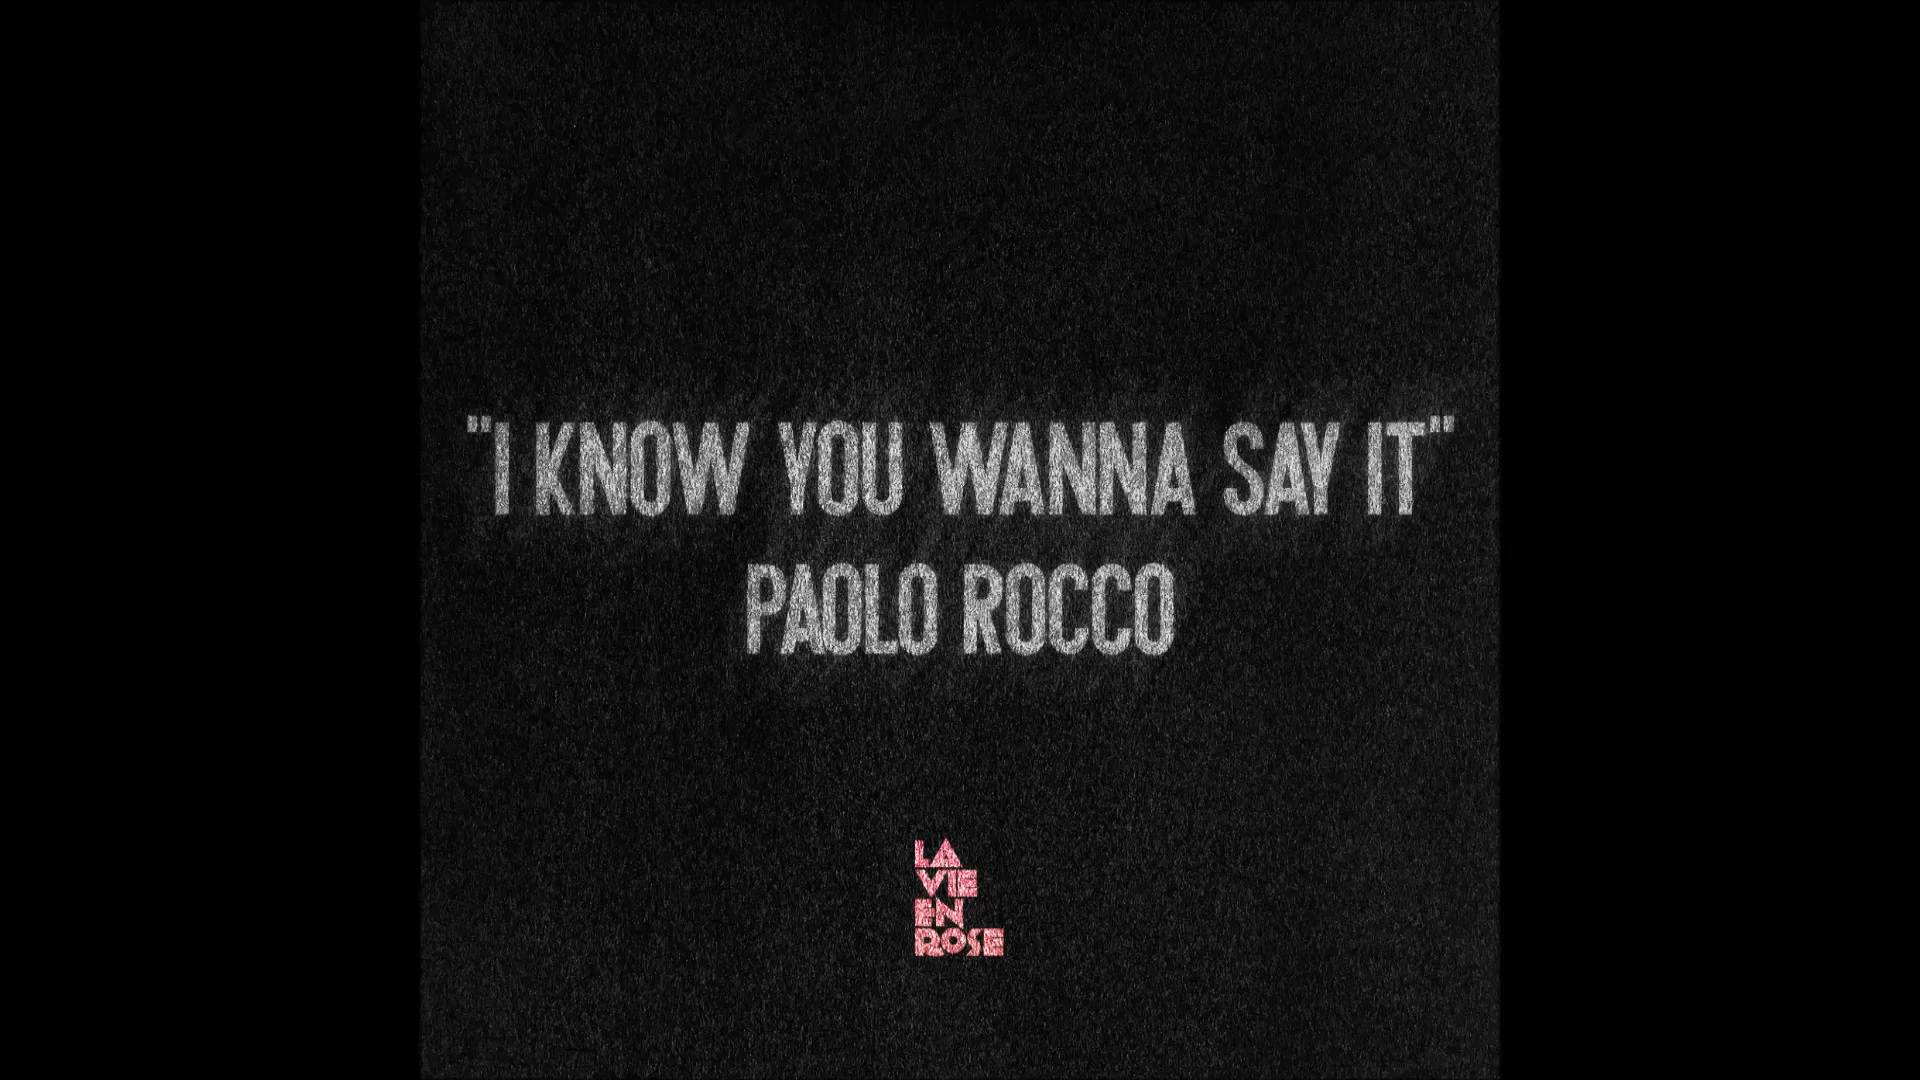 "I KNOW YOU WANNA SAY IT"
PAOLO ROCCO
LA
VIE
EN
ROSE